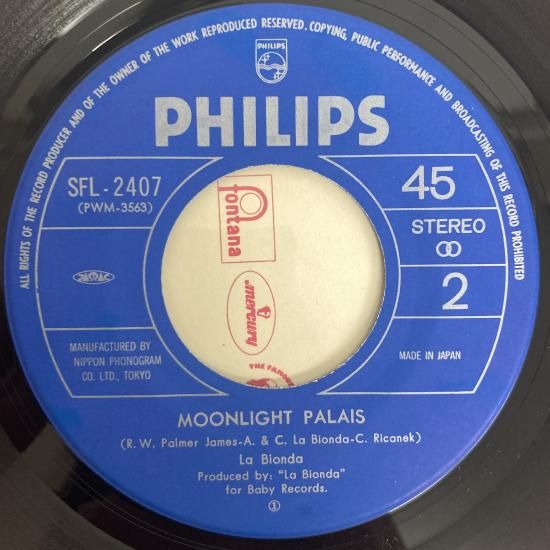 ALL RIGHTS OF THE RECORD PRODUCER AND OF THE OWNER OF THE WORK REPRODUCED RESERVED. COPYING, PUBLIC PERFORMANCE AND BROADCASTING OF THIS RECORD PROHIBITED
PHILIPS
PHILIPS
SFL-2407
(PWM-3563)
45
STEREO
2
JASRAC
MANUFACTURED BY
NIPPON PHONOGRAM
CO. LTD., TOKYO
MADE IN JAPAN
fontana
mercury
THE FAMOUS
MOONLIGHT PALAIS
(R. W. Palmer James-A. & C. La Bionda-C. Ricanek)
La Bionda
Produced by: "La Bionda"
for Baby Records.
1